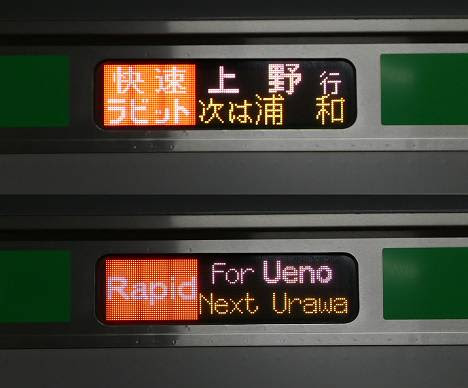 快速 上野行
ラビット 次は浦和
Rapid
For Ueno
Next Urawa